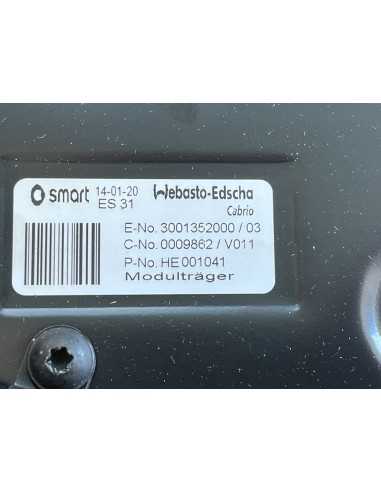 smart 14-01-20 Webasto-Edscha
ES 31 Cabrio
E-No. 3001352000 / 03
C-No. 0009862 / V011
P-No. HE 001041
Modulträger